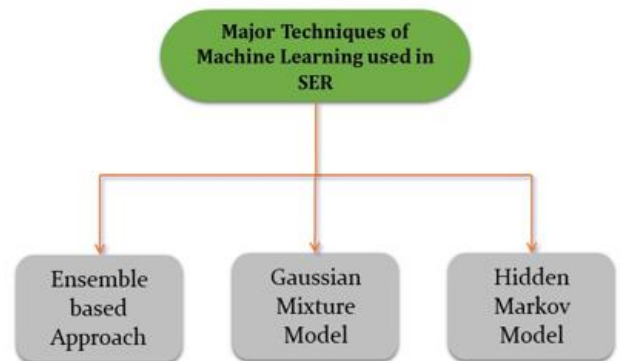 Major Techniques of
Machine Learning used in
SER
Ensemble
based
Approach
Gaussian
Mixture
Model
Hidden
Markov
Model